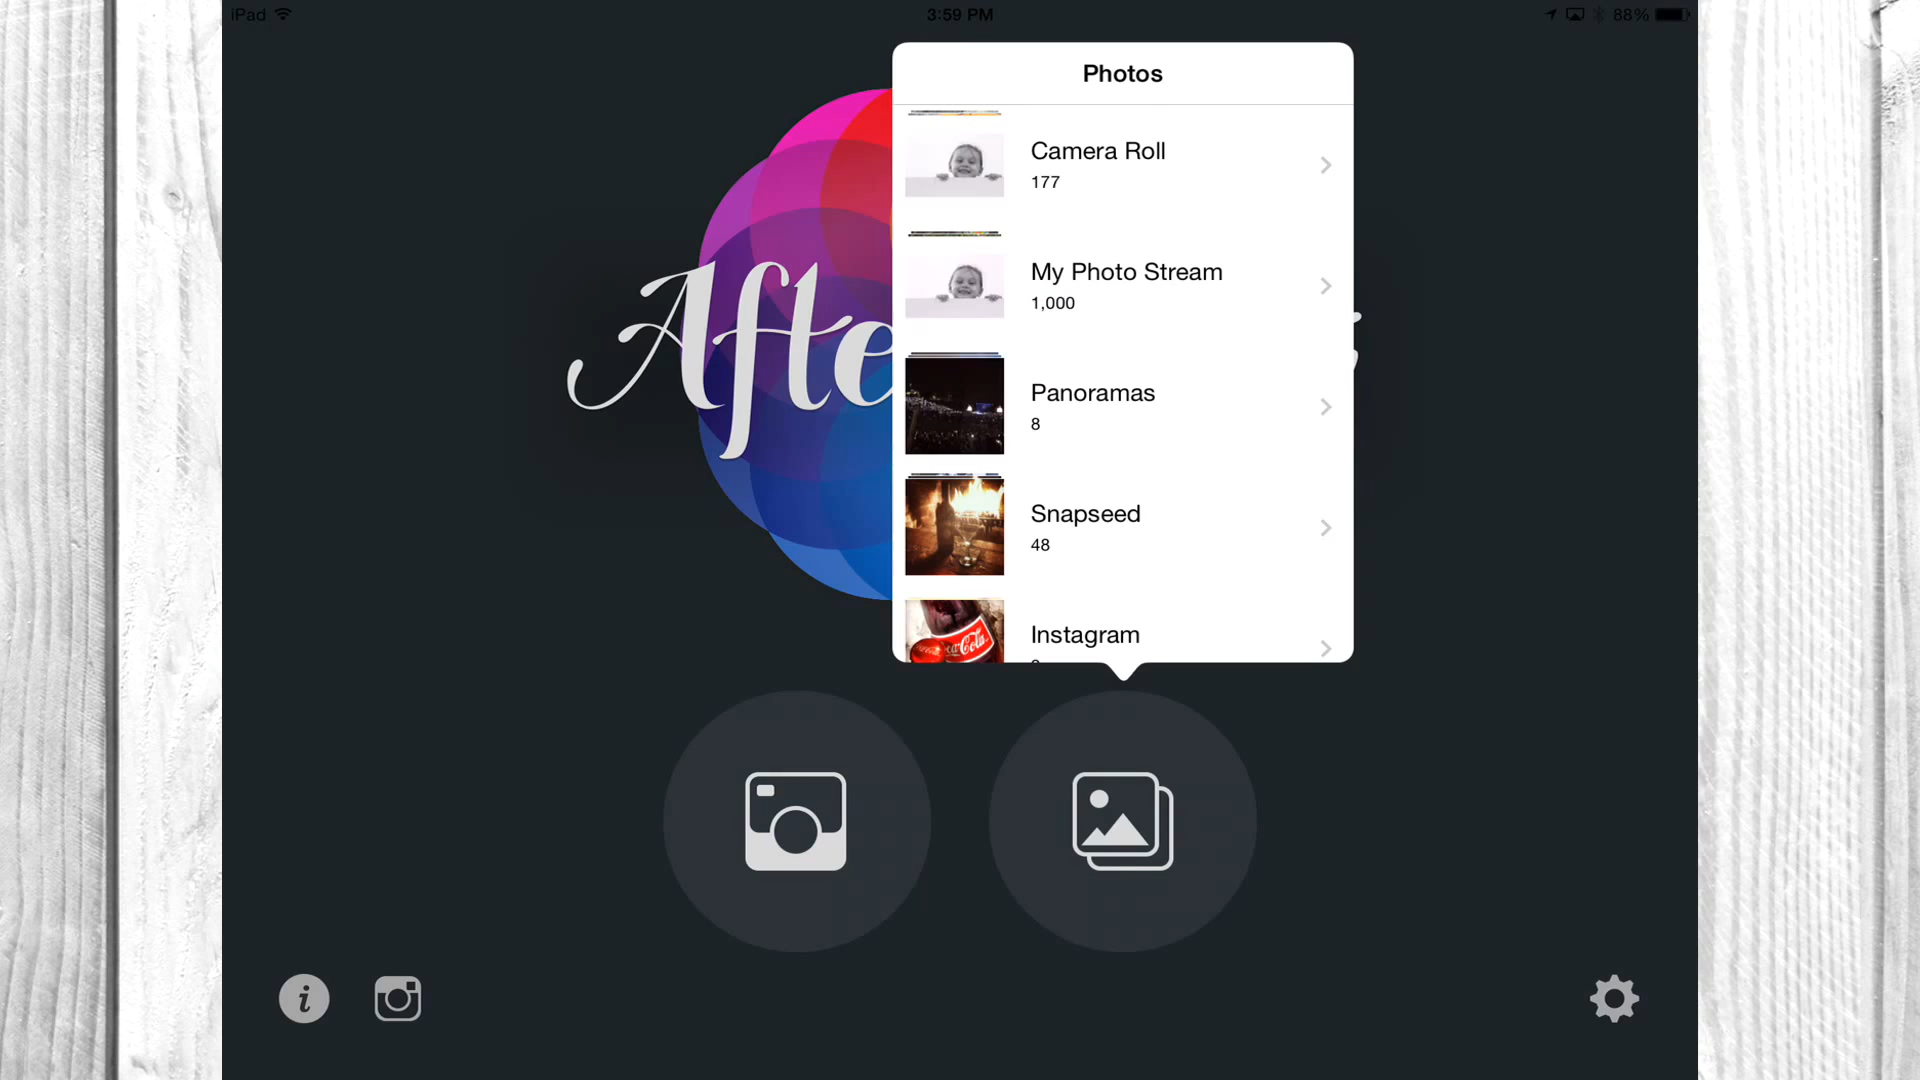 iPad
3:59 PM
88%
Photos
Camera Roll
177
My Photo Stream
1,000
Panoramas
8
Snapseed
48
Instagram
Afte
i